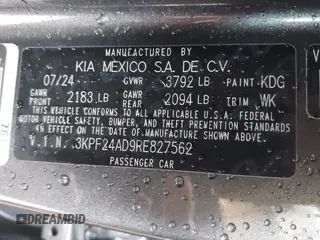 MANUFACTURED BY
KIA MEXICO S.A. DE C.V.
07/24 GVWR 3792 LB PAINT KDG
GAWR FRONT 2183 LB GAWR REAR 2094 LB TRIM WK
THIS VEHICLE CONFORMS TO ALL APPLICABLE U.S.A. FEDERAL
MOTOR VEHICLE SAFETY, BUMPER, AND THEFT PREVENTION
STANDARDS IN EFFECT ON THE DATE OF MANUFACTURE SHOWN ABOVE.
V.I.N. 3KPF24AD9RE827562
PASSENGER CAR
DREAMBID